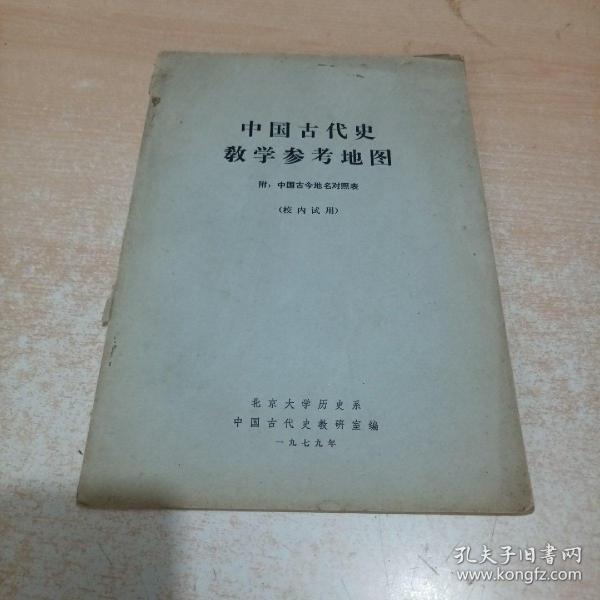 中国古代史
教学参考地图
附：中国古今地名对照表
（校内试用）
北京大学历史系
中国古代史教研室编
一九七九年
孔夫子旧书网
www.kongfz.com